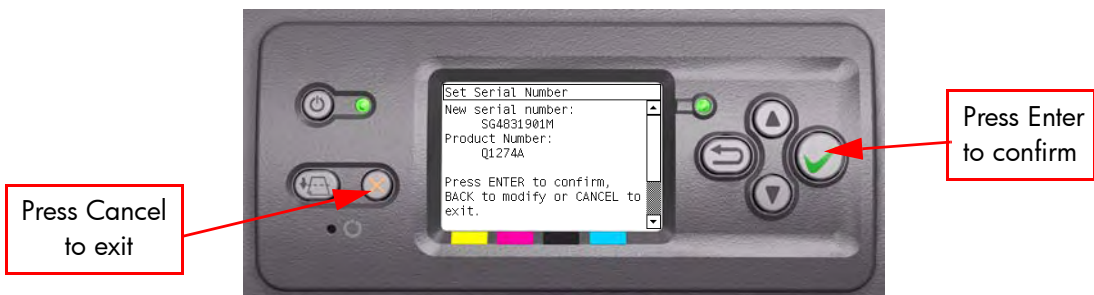 Set Serial Number
New serial number:
SG4831901M
Product Number:
Q1274A
Press ENTER to confirm,
BACK to modify or CANCEL to
exit.
Press Enter
to confirm
Press Cancel
to exit